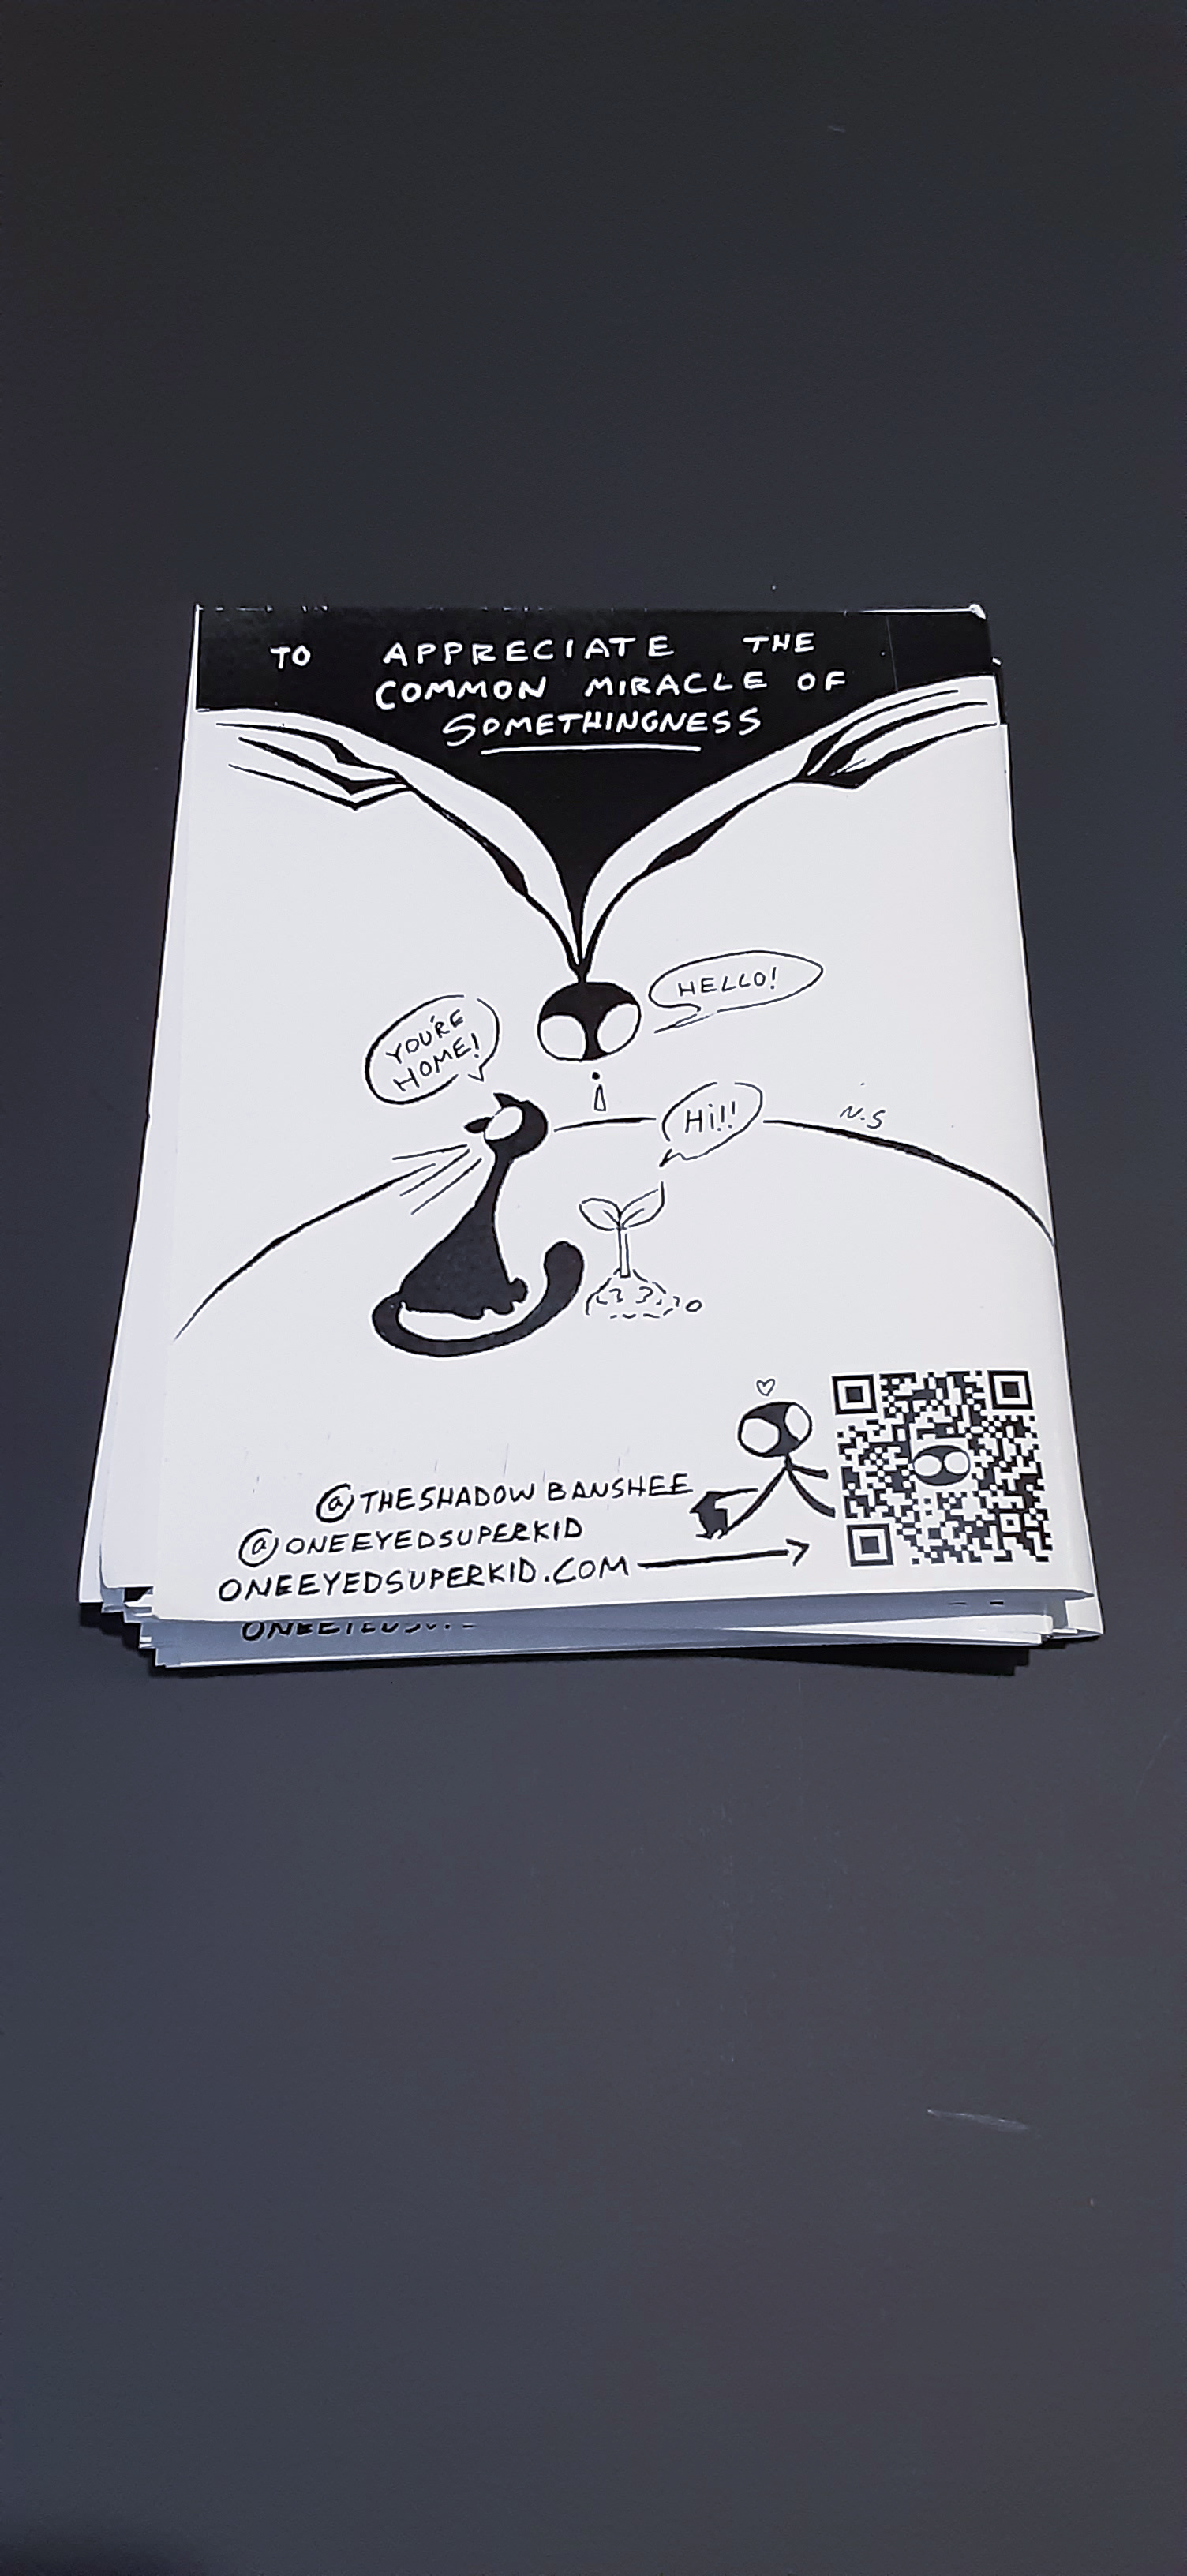 TO APPRECIATE THE
COMMON MIRACLE OF
SOMETHINGNESS
HELLO!
YOU'RE
HOME!
Hi!!!
N-S
@THESHADOWBANSHEE
@ONEEYEDSUPERKID
ONEEYEDSUPERKID.COM